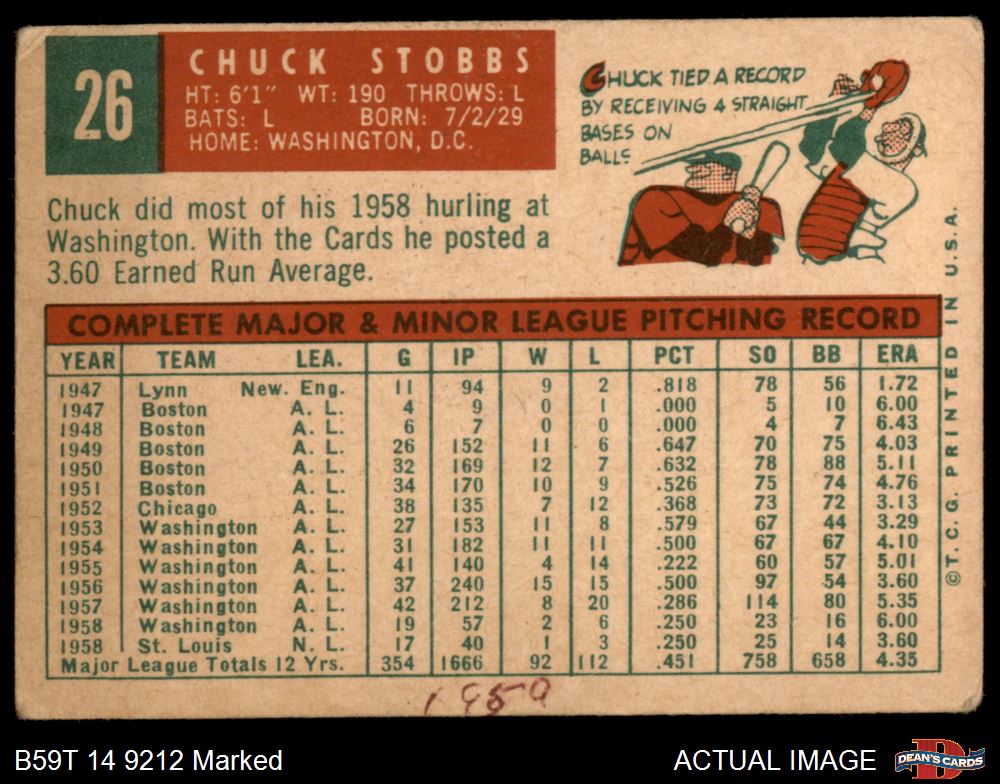 26
CHUCK STOBBS
HT: 6'1" WT: 190 THROWS: L
BATS: L BORN: 7/2/29
HOME: WASHINGTON, D.C.
CHUCK TIED A RECORD
BY RECEIVING 4 STRAIGHT
BASES ON
BALLS
Chuck did most of his 1958 hurling at
Washington. With the Cards he posted a
3.60 Earned Run Average.
COMPLETE MAJOR & MINOR LEAGUE PITCHING RECORD
YEAR TEAM LEA. G IP W L PCT SO BB ERA
1947 Lynn New. Eng. 11 94 9 2 .818 78 56 1.72
1947 Boston A. L. 4 9 0 1 .000 5 10 6.00
1948 Boston A. L. 6 7 0 0 .000 4 7 6.43
1949 Boston A. L. 26 152 11 6 .647 70 75 4.03
1950 Boston A. L. 32 169 12 7 .632 78 88 5.11
1951 Boston A. L. 34 170 10 9 .526 75 74 4.76
1952 Chicago A. L. 38 135 7 12 .368 73 72 3.13
1953 Washington A. L. 27 153 11 8 .579 67 44 3.29
1954 Washington A. L. 31 182 11 11 .500 67 67 4.10
1955 Washington A. L. 41 140 4 14 .222 60 57 5.01
1956 Washington A. L. 37 240 15 15 .500 97 54 3.60
1957 Washington A. L. 42 212 8 20 .286 114 80 5.35
1958 Washington A. L. 19 57 2 6 .250 23 16 6.00
1958 St. Louis N. L. 17 40 1 3 .250 25 14 3.60
Major League Totals 12 Yrs. 354 1666 92 112 .451 758 658 4.35
©T.C.G. PRINTED IN U.S.A.
1959
B59T 14 9212 Marked
ACTUAL IMAGE
D
DEAN'S CARDS